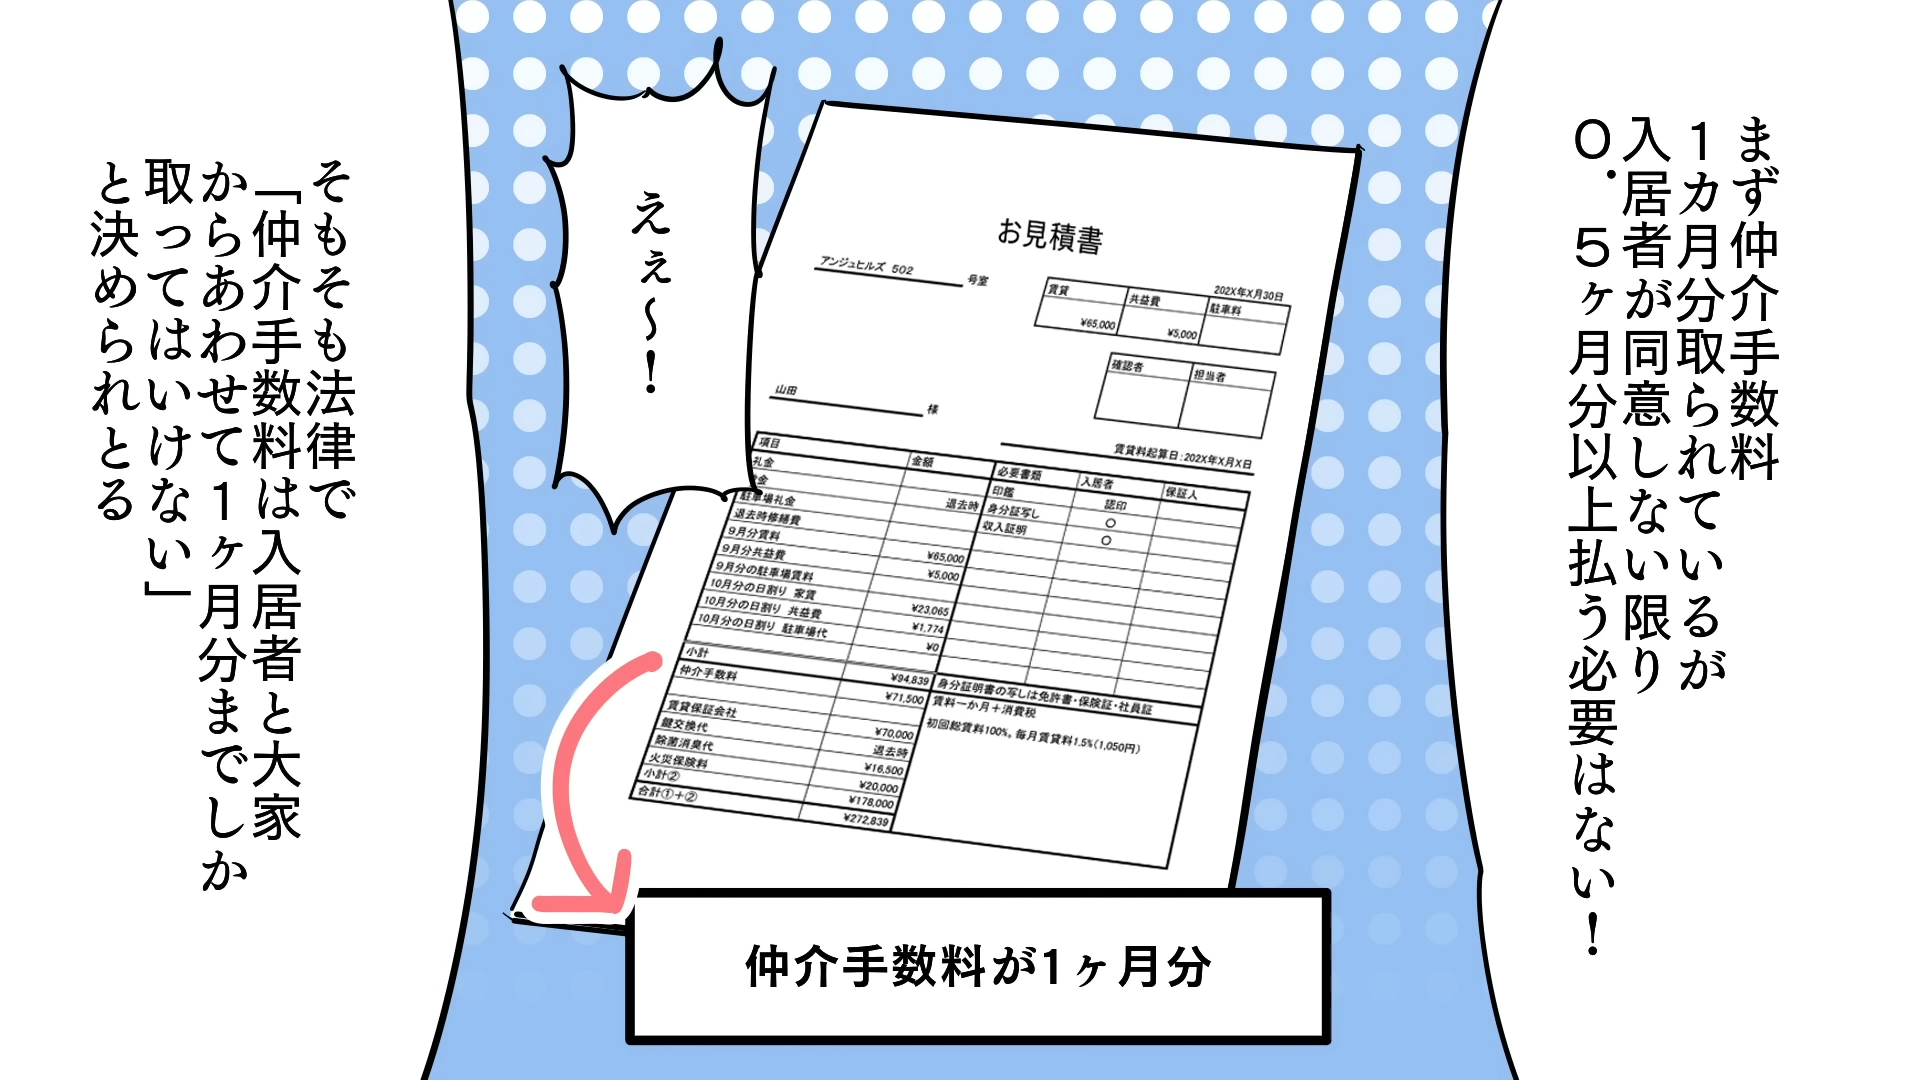 まず仲介手数料
１カ月分取られているが
入居者が同意しない限り
０．５ヶ月分以上払う必要はない！
えぇ～！
お見積書
アンジュヒルズ 502 号室
202X年X月30日
賃貸 共益費 駐車料
¥65,000 ¥5,000
確認者 担当者
山田 様
賃貸料起算日：202X年X月X日
項目 金額 必要書類 入居者 保証人
礼金 印鑑 認印
金 退去時 身分証写し ○
駐車場礼金 収入証明 ○
退去時修繕費
9月分賃料 ¥65,000
9月分共益費 ¥5,000
9月分の駐車場賃料
10月分の日割り 家賃 ¥23,065
10月分の日割り 共益費 ¥1,774
10月分の日割り 駐車場代 ¥0
小計 ¥94,839 身分証明書の写しは免許書・保険証・社員証
仲介手数料 ¥71,500 賃料一か月＋消費税
賃貸保証会社 ¥70,000 初回総賃料100%。毎月賃貸料1.5%(1,050円)
鍵交換代 退去時
除菌消臭代 ¥16,500
火災保険料 ¥20,000
小計② ¥178,000
合計①＋② ¥272,839
仲介手数料が1ヶ月分
そもそも法律で
「仲介手数料は入居者と大家
からあわせて１ヶ月分までしか
取ってはいけない」
と決められとる